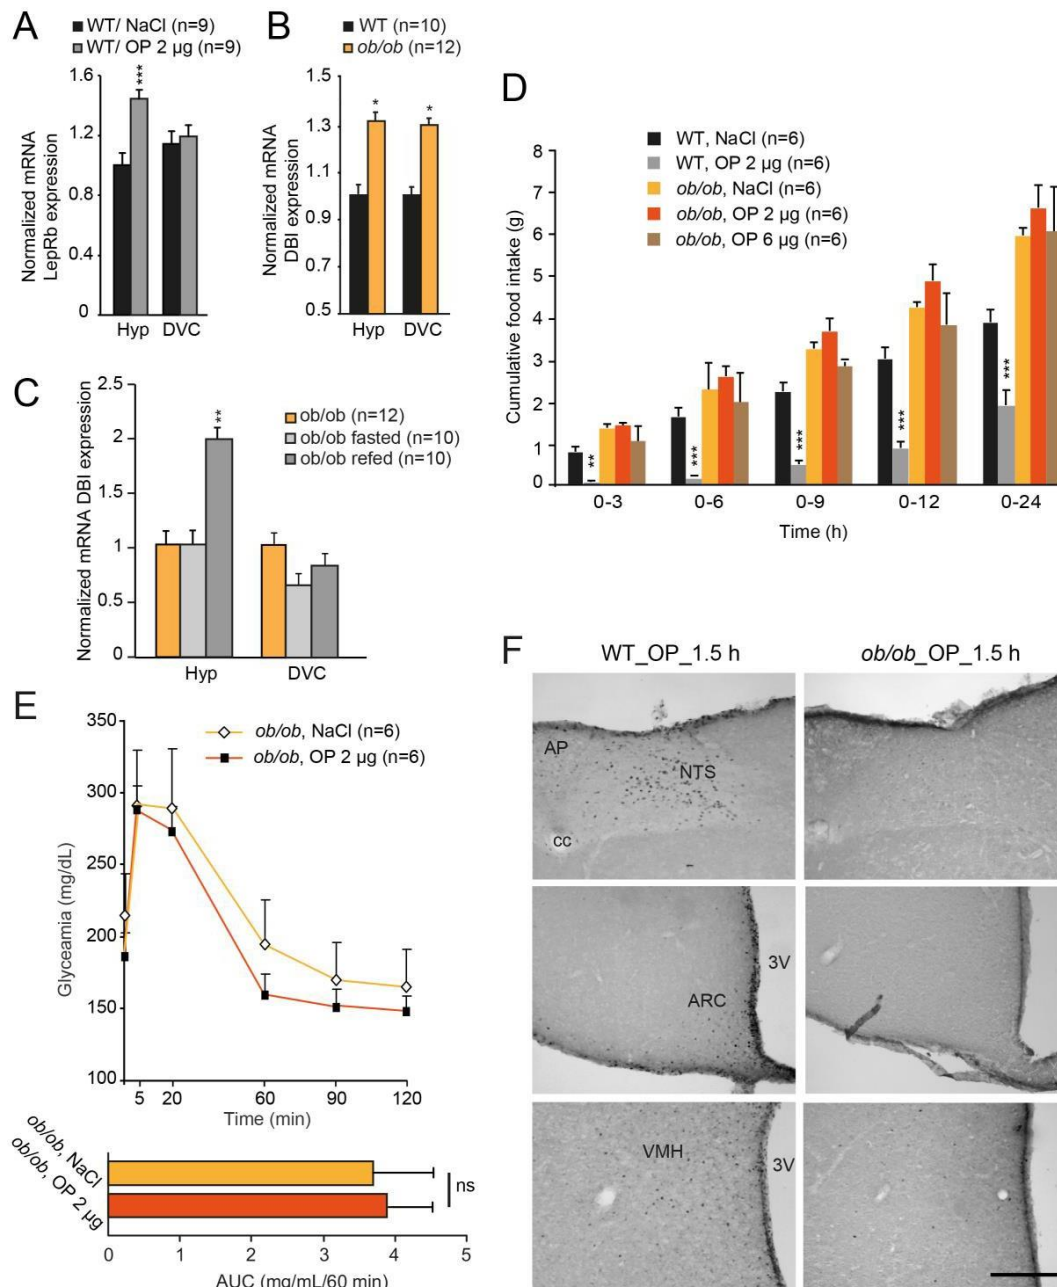 A
WT/ NaCl (n=9)
WT/ OP 2 µg (n=9)
Normalized mRNA
LepRb expression
1.6
1.2
0.8
0.4
0
***
Hyp
DVC
B
WT (n=10)
ob/ob (n=12)
Normalized mRNA
DBI expression
1.5
1.3
1.1
0.9
0.7
0.5
*
*
Hyp
DVC
C
Normalized mRNA DBI expression
2.5
2
1.5
1
0.5
0
**
ob/ob (n=12)
ob/ob fasted (n=10)
ob/ob refed (n=10)
Hyp
DVC
D
WT, NaCl (n=6)
WT, OP 2 µg (n=6)
ob/ob, NaCl (n=6)
ob/ob, OP 2 µg (n=6)
ob/ob, OP 6 µg (n=6)
Cumulative food intake (g)
8
7
6
5
4
3
2
1
0
**
***
***
***
***
0-3
0-6
0-9
0-12
0-24
Time (h)
E
ob/ob, NaCl (n=6)
ob/ob, OP 2 µg (n=6)
Glyceamia (mg/dL)
350
300
250
200
150
100
5
20
60
90
120
Time (min)
ob/ob, NaCl
ob/ob, OP 2 µg
ns
0
1
2
3
4
5
AUC (mg/mL/60 min)
F
WT_OP_1.5 h
ob/ob_OP_1.5 h
AP
NTS
cc
3V
ARC
VMH
3V